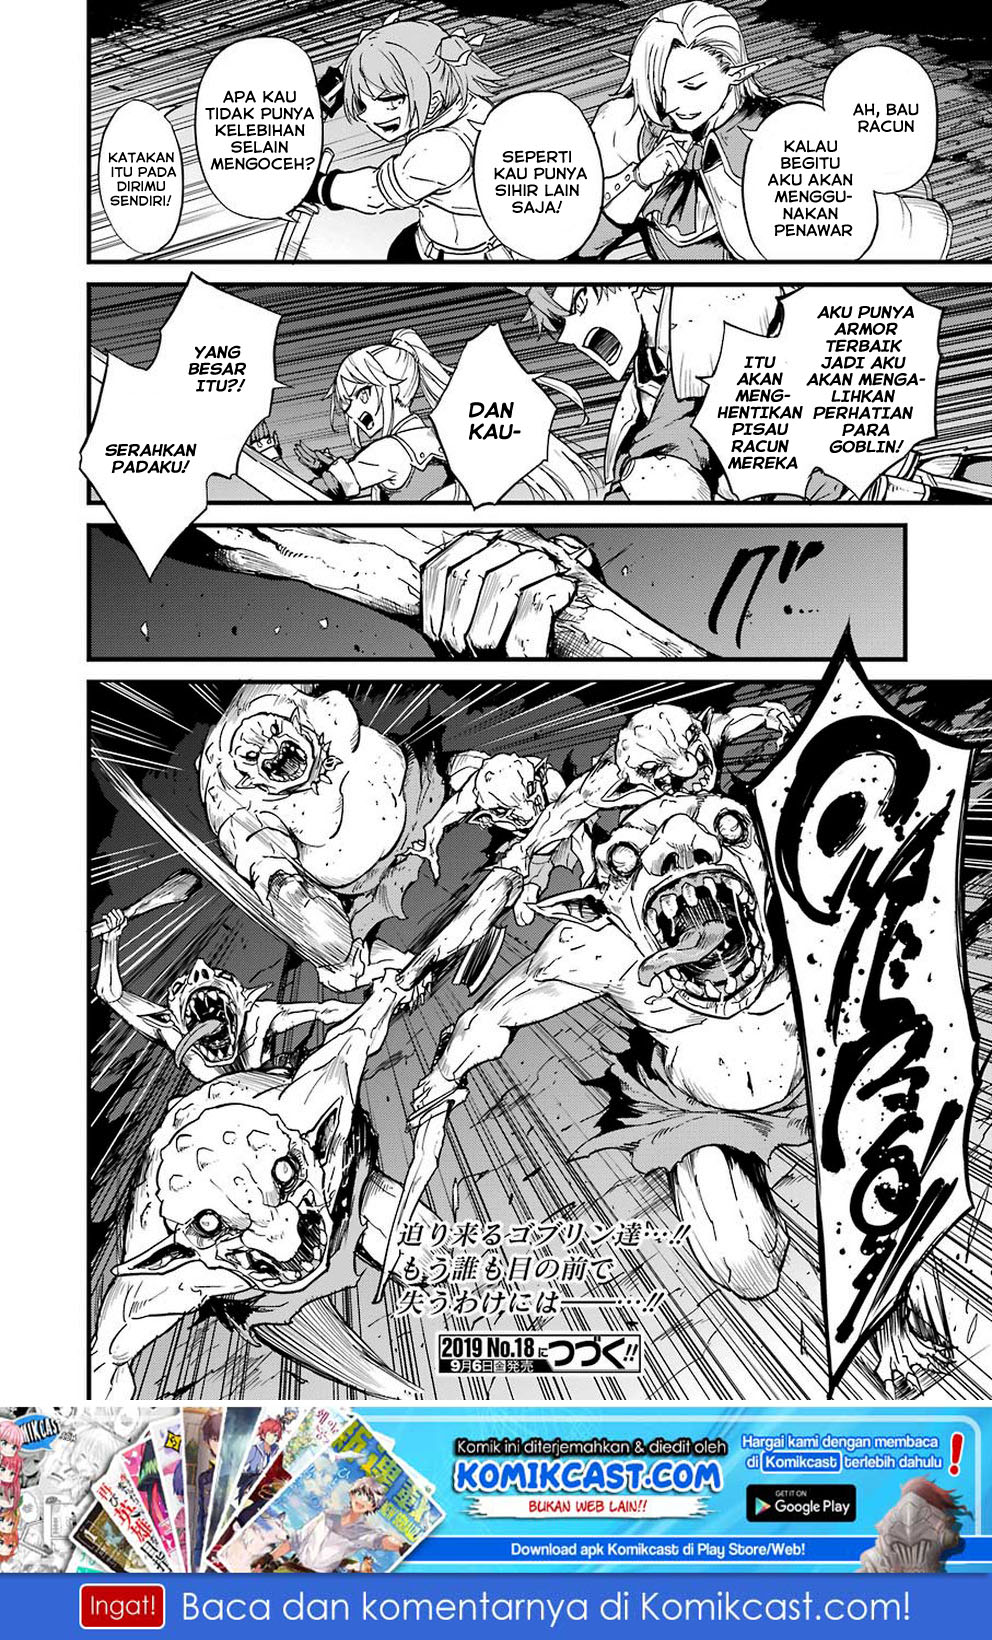 AH, BAU
RACUN
KALAU
BEGITU
AKU AKAN
MENGGU-
NAKAN
PENAWAR
SEPERTI
KAU PUNYA
SIHIR LAIN
SAJA!
APA KAU
TIDAK PUNYA
KELEBIHAN
SELAIN
MENGOCEH?
KATAKAN
ITU PADA
DIRIMU
SENDIRI!
AKU PUNYA
ARMOR
TERBAIK
JADI AKU
AKAN MENGA-
LIHKAN
PERHATIAN
PARA
GOBLIN!
ITU
AKAN
MENG-
HENTIKAN
PISAU
RACUN
MEREKA
DAN
KAU-
YANG
BESAR
ITU?!
SERAHKAN
PADAKU!
グ
迫り来るゴブリン達…!!
もう誰も目の前で
失うわけには――…!!
2019 No.18につづく!!
9月6日金発売
Komik ini diterjemahkan & diedit oleh
KOMIKCAST.COM
BUKAN WEB LAIN!!
Hargai kami dengan membaca
di Komikcast terlebih dahulu !
GET IT ON
Google Play
Download apk Komikcast di Play Store/Web!
Ingat! Baca dan komentarnya di Komikcast.com!